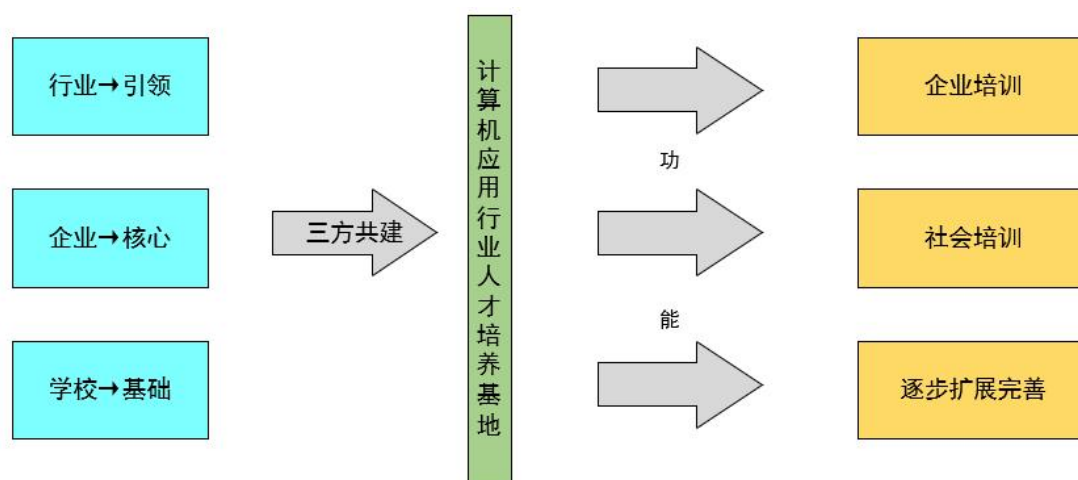 行业→引领
企业→核心
学校→基础
三方共建
计算机应用行业人才培养基地
功
能
企业培训
社会培训
逐步扩展完善